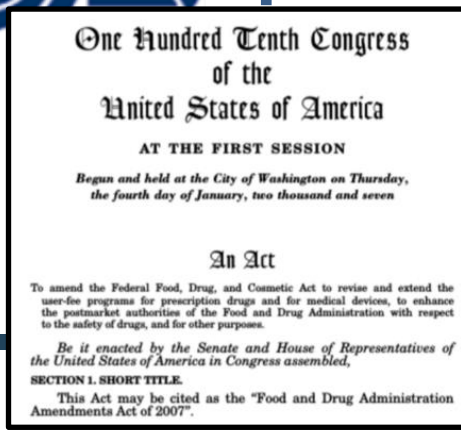 One Hundred Tenth Congress
of the
United States of America
AT THE FIRST SESSION
Begun and held at the City of Washington on Thursday,
the fourth day of January, two thousand and seven
An Act
To amend the Federal Food, Drug, and Cosmetic Act to revise and extend the
user-fee programs for prescription drugs and for medical devices, to enhance
the postmarket authorities of the Food and Drug Administration with respect
to the safety of drugs, and for other purposes.
Be it enacted by the Senate and House of Representatives of
the United States of America in Congress assembled,
SECTION 1. SHORT TITLE.
This Act may be cited as the “Food and Drug Administration
Amendments Act of 2007”.